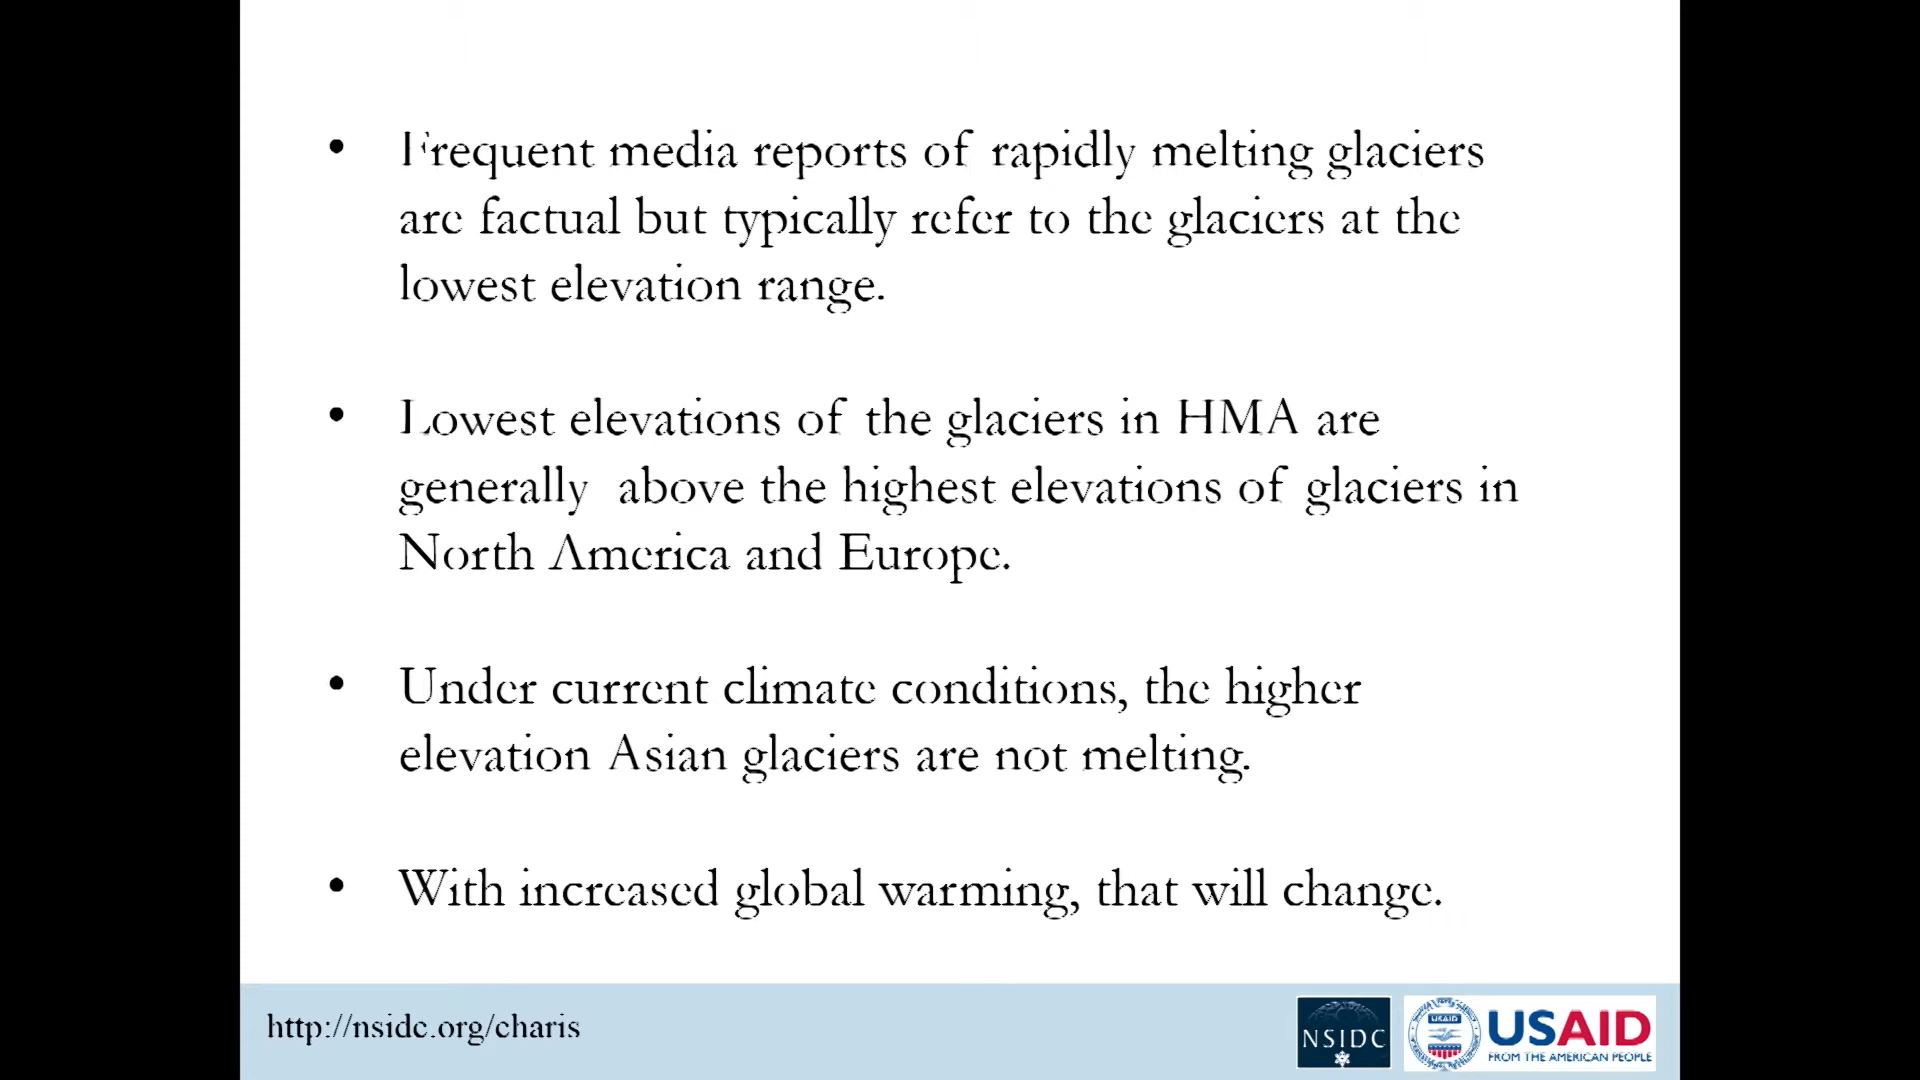 • Frequent media reports of rapidly melting glaciers
are factual but typically refer to the glaciers at the
lowest elevation range.
• Lowest elevations of the glaciers in HMA are
generally above the highest elevations of glaciers in
North America and Europe.
• Under current climate conditions, the higher
elevation Asian glaciers are not melting.
• With increased global warming, that will change.
http://nsidc.org/charis
NSIDC
USAID
USAID
FROM THE AMERICAN PEOPLE